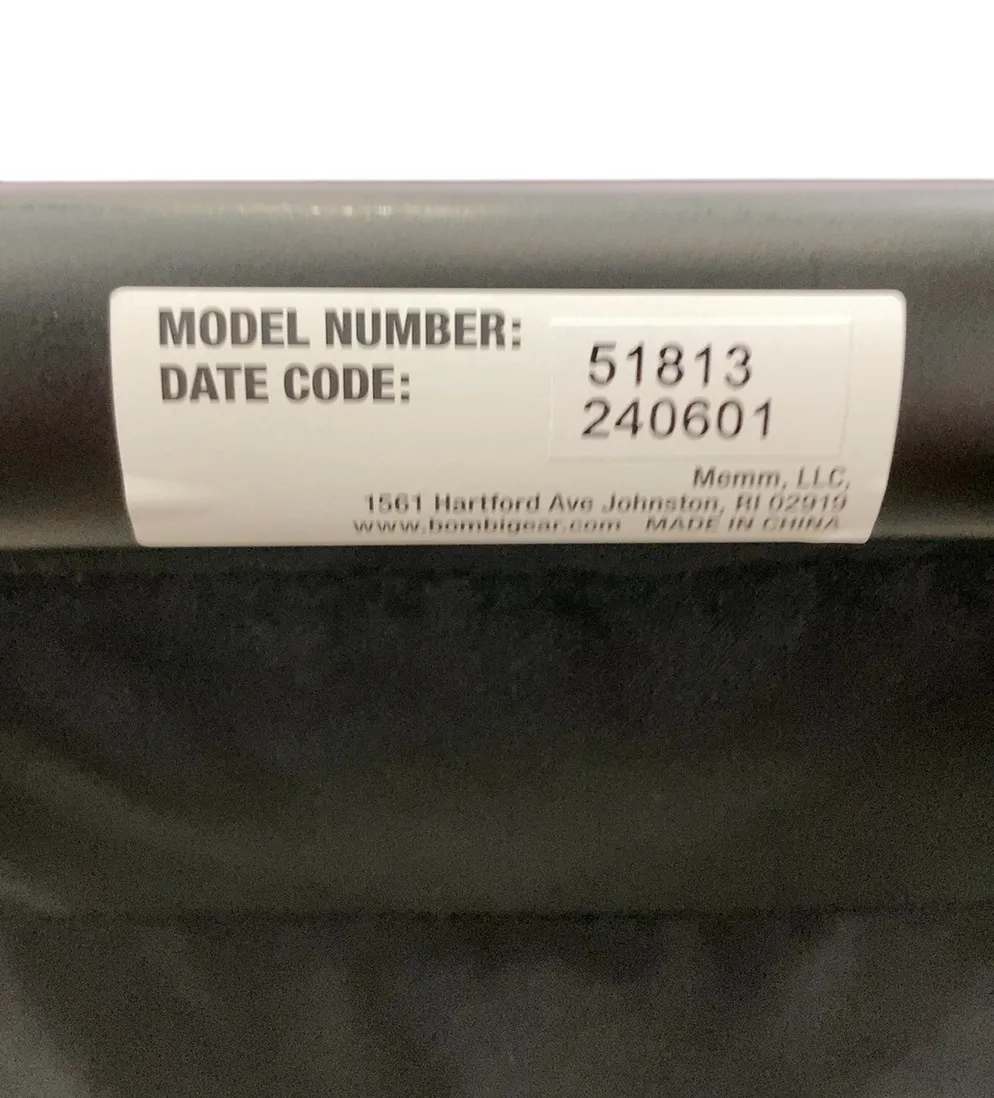 MODEL NUMBER: 51813
DATE CODE: 240601
Memm, LLC,
1561 Hartford Ave Johnston, RI 02919
www.bombigear.com MADE IN CHINA